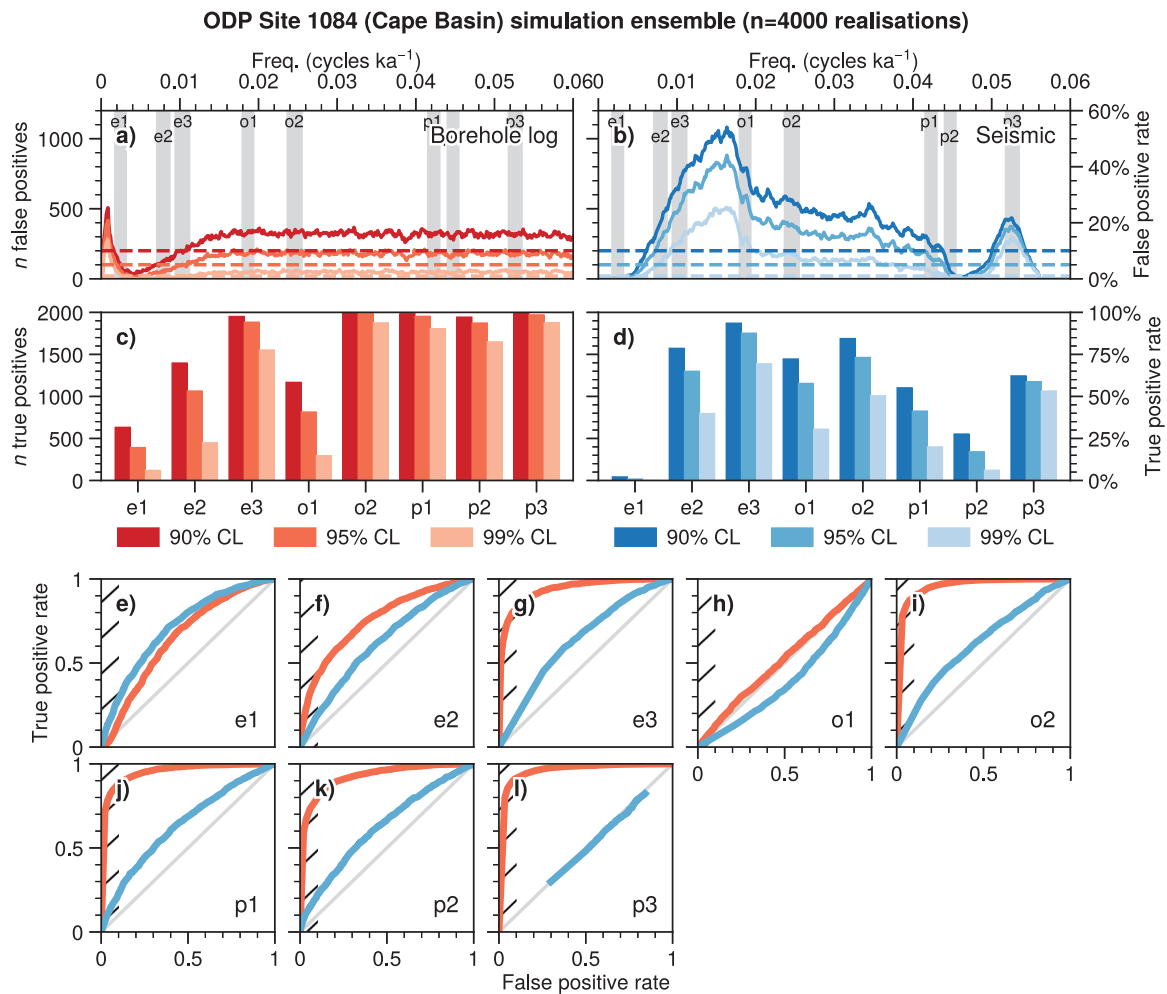 ODP Site 1084 (Cape Basin) simulation ensemble (n=4000 realisations)
Freq. (cycles ka⁻¹) Freq. (cycles ka⁻¹)
0 0.01 0.02 0.03 0.04 0.05 0.06 0 0.01 0.02 0.03 0.04 0.05 0.06
a) e1 e2 e3 o1 o2 p1 p3 Borehole log
b) e1 e2 e3 o1 o2 p1 p2 p3 Seismic
n false positives
1000
500
0
60%
40%
20%
0%
False positive rate
c)
n true positives
2000
1500
1000
500
0
e1 e2 e3 o1 o2 p1 p2 p3
d)
100%
75%
50%
25%
0%
True positive rate
e1 e2 e3 o1 o2 p1 p2 p3
90% CL 95% CL 99% CL 90% CL 95% CL 99% CL
True positive rate
1
0.5
0
e) e1
f) e2
g) e3
h) o1
i) o2
0 0.5 1 0 0.5 1
1
0.5
0
j) p1
k) p2
l) p3
0 0.5 1 0 0.5 1 0 0.5 1
False positive rate